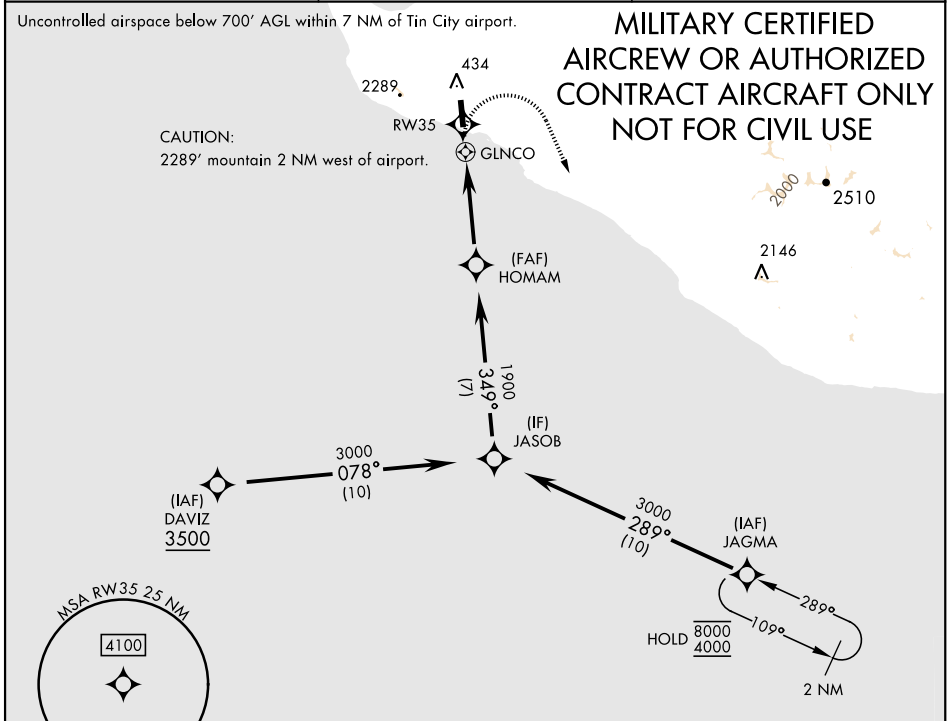 Uncontrolled airspace below 700' AGL within 7 NM of Tin City airport.
MILITARY CERTIFIED
AIRCREW OR AUTHORIZED
CONTRACT AIRCRAFT ONLY
NOT FOR CIVIL USE
434
2289
RW35
CAUTION:
2289' mountain 2 NM west of airport.
GLNCO
2000
2510
2146
(FAF)
HOMAM
1900
349°
(7)
(IF)
JASOB
3000
078°
(10)
(IAF)
DAVIZ
3500
3000
289°
(10)
(IAF)
JAGMA
289°
109°
HOLD 8000
4000
2 NM
MSA RW35 25 NM
4100